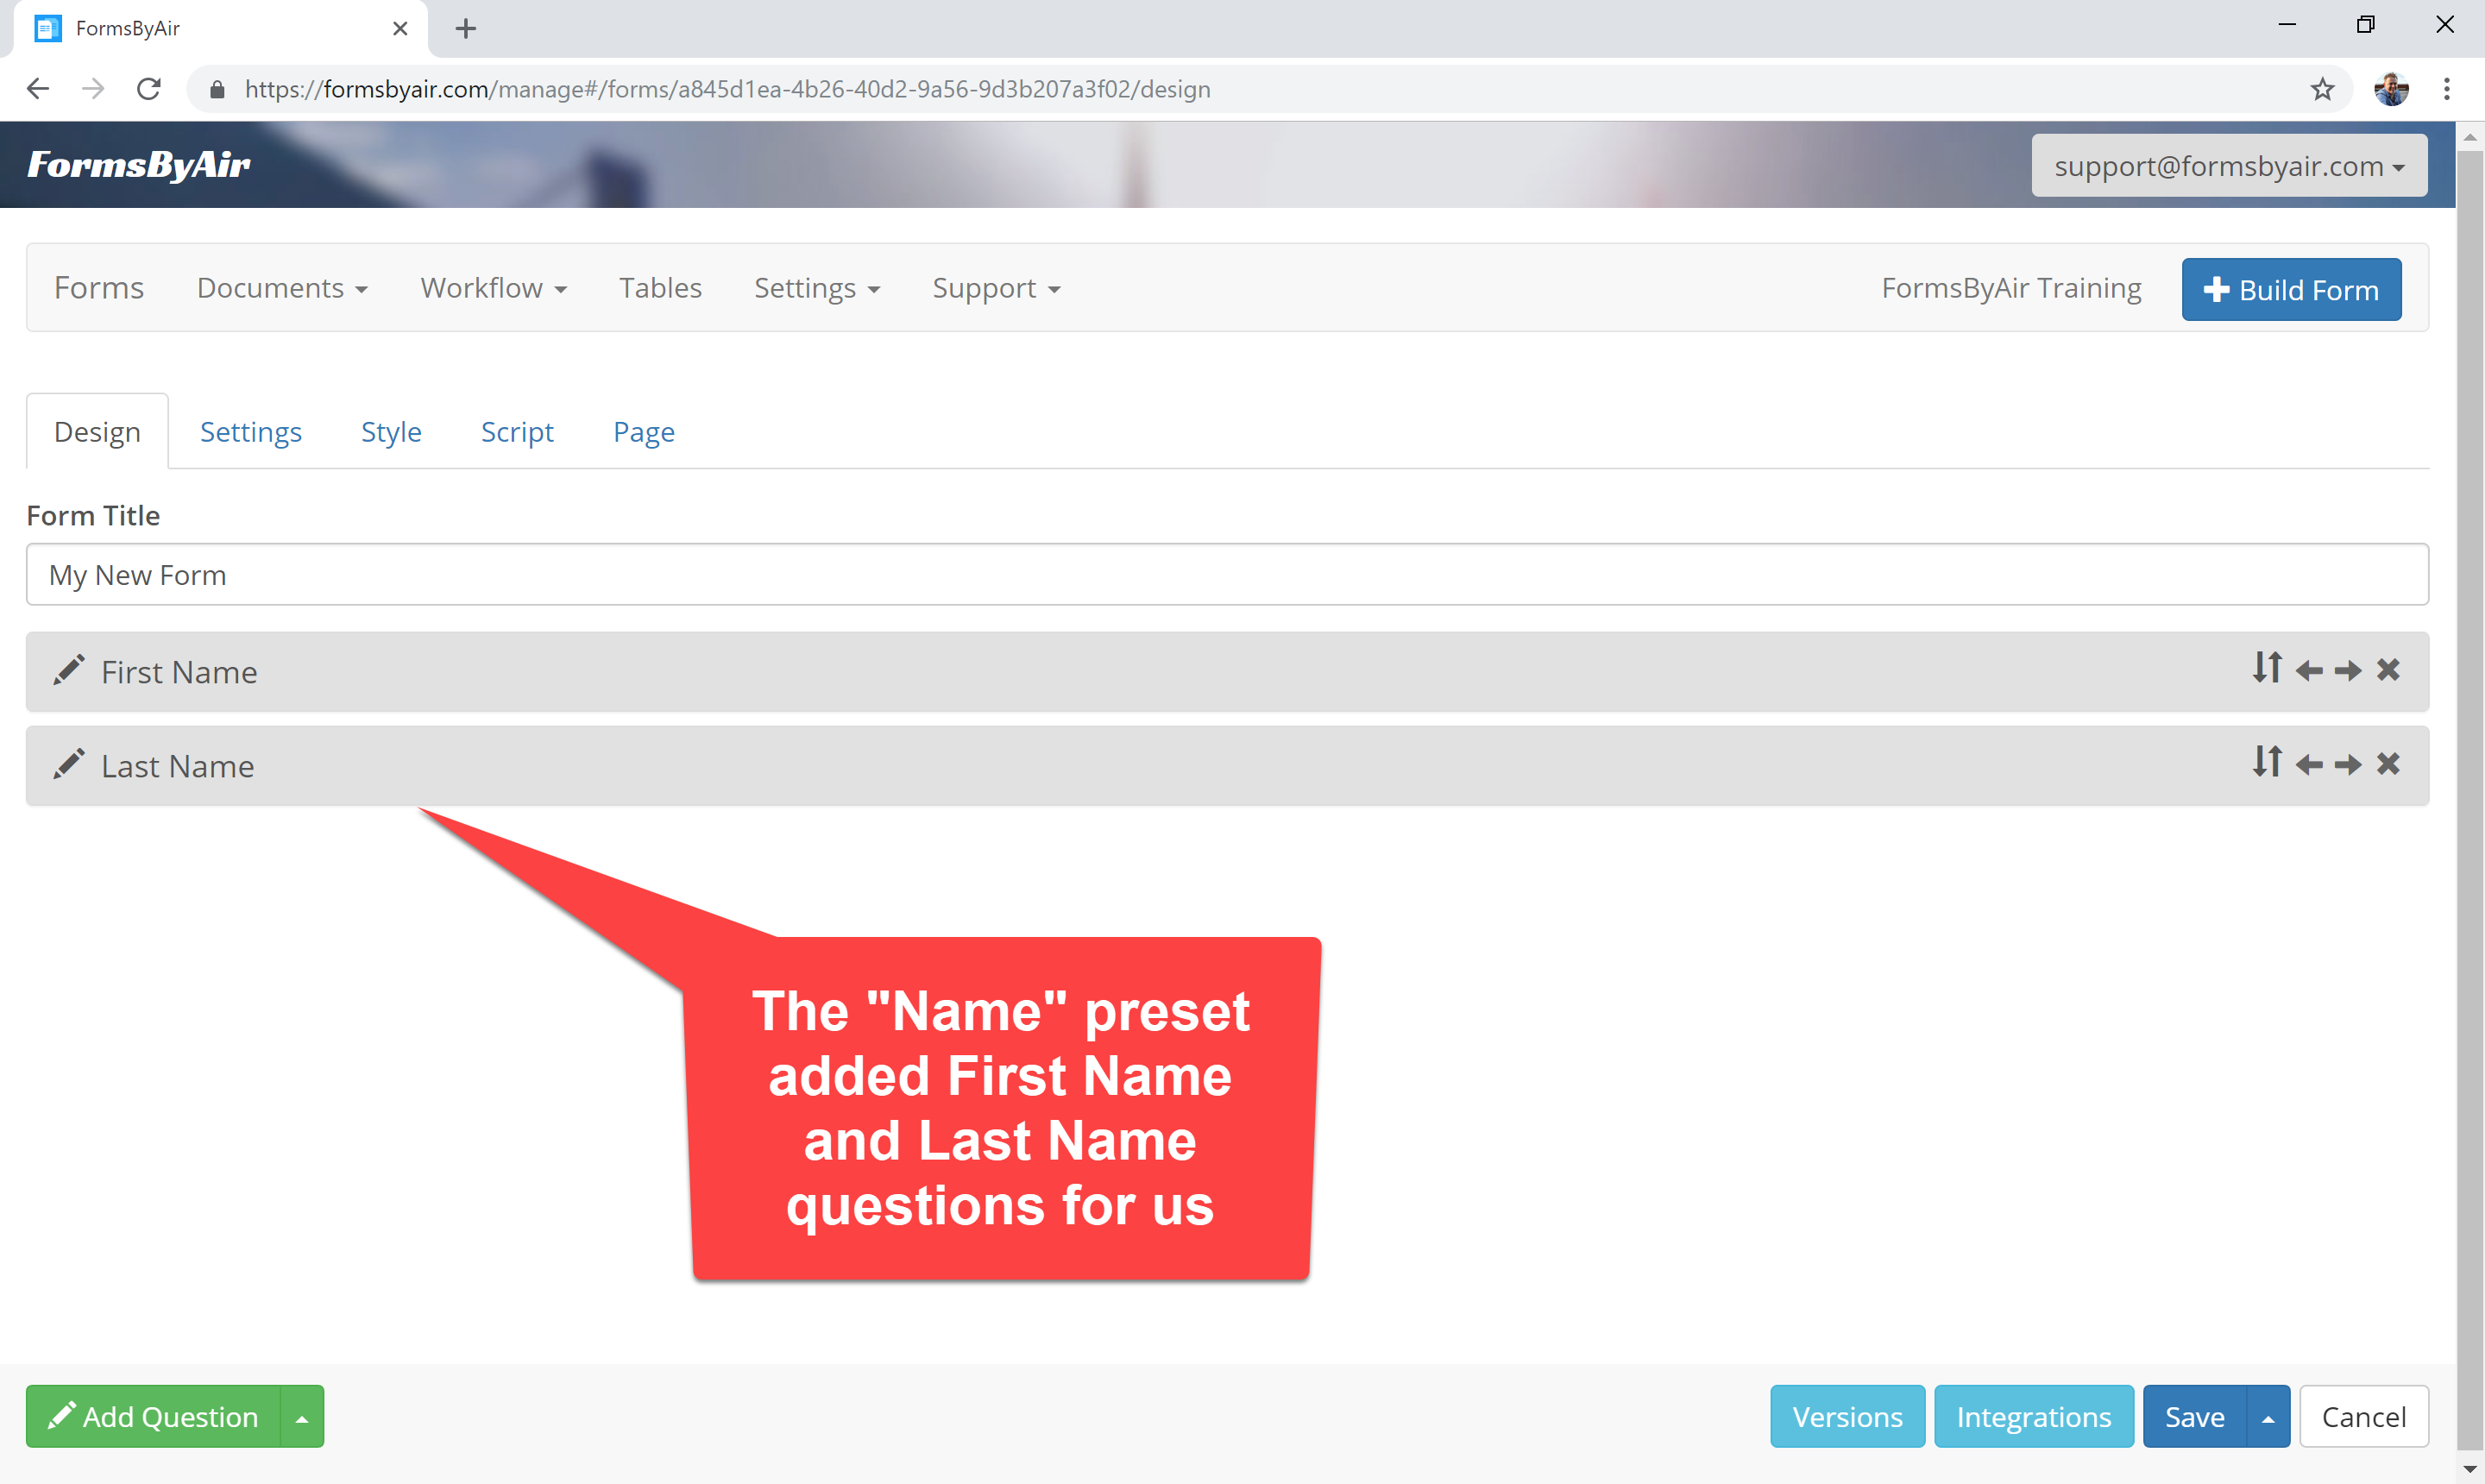 FormsByAir
https://formsbyair.com/manage#/forms/a845d1ea-4b26-40d2-9a56-9d3b207a3f02/design
FormsByAir
support@formsbyair.com
Forms Documents Workflow Tables Settings Support FormsByAir Training Build Form
Design Settings Style Script Page
Form Title
My New Form
First Name
Last Name
The "Name" preset
added First Name
and Last Name
questions for us
Add Question Versions Integrations Save Cancel